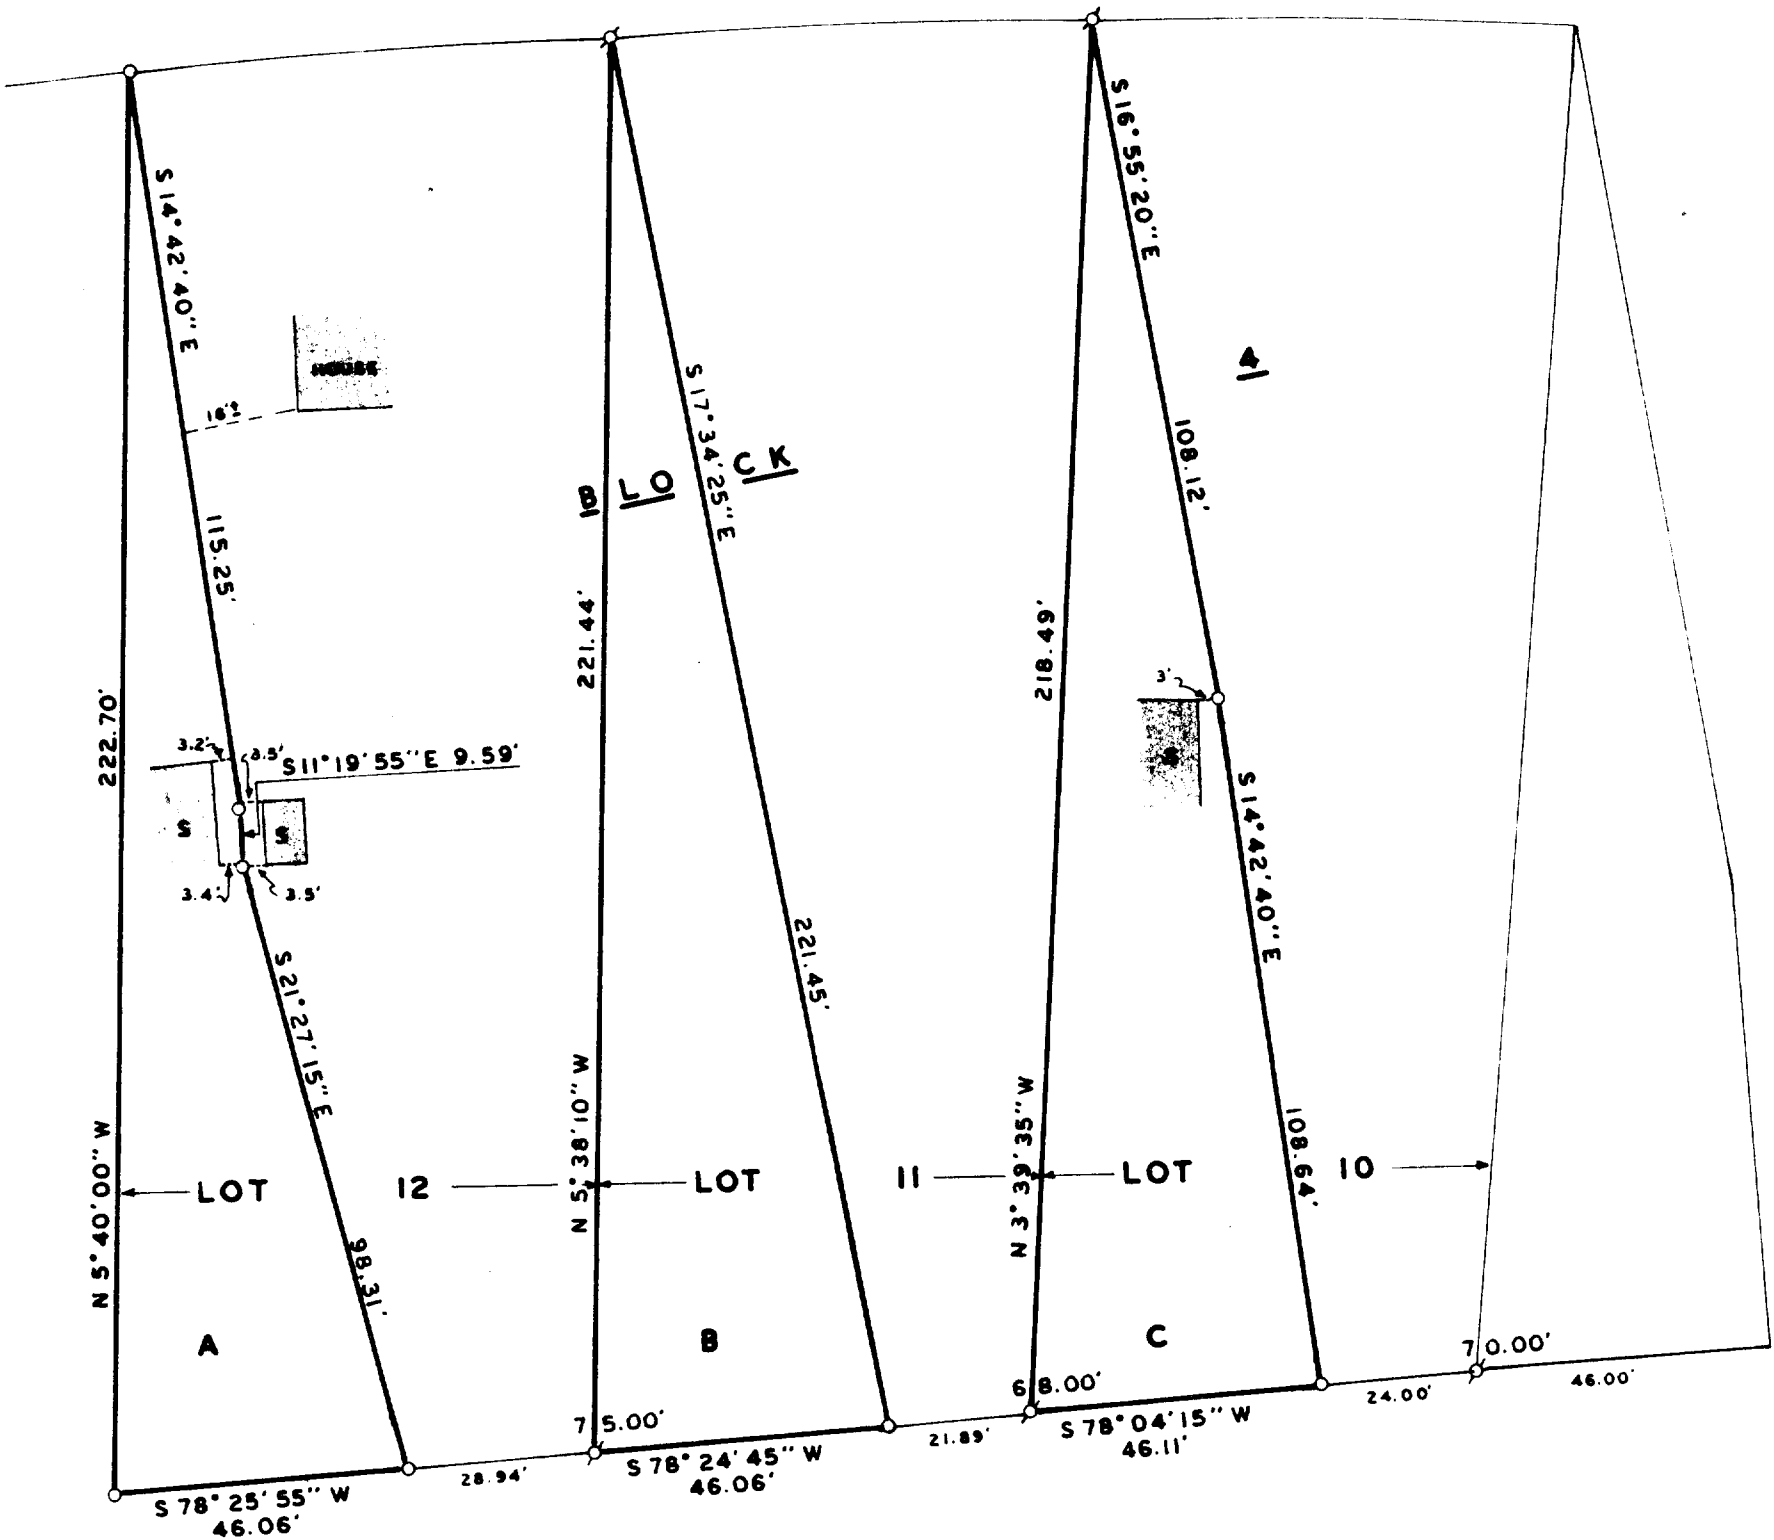 S 14° 42' 40" E
115.25'
HOUSE
18'±
222.70'
N 5° 40' 00" W
3.2'
3.5'
S 11° 19' 55" E 9.59'
S
S
3.4'
3.5'
S 21° 27' 15" E
98.31'
LOT 12
A
S 78° 25' 55" W
46.06'
28.94'
75.00'
BLOCK 4
221.44'
N 5° 38' 10" W
S 17° 34' 25" E
221.45'
LOT 11
B
S 78° 24' 45" W
46.06'
21.89'
68.00'
218.49'
N 3° 39' 35" W
S 16° 55' 20" E
108.12'
3'
S
S 14° 42' 40" E
108.64'
LOT 10
C
S 78° 04' 15" W
46.11'
24.00'
70.00'
46.00'